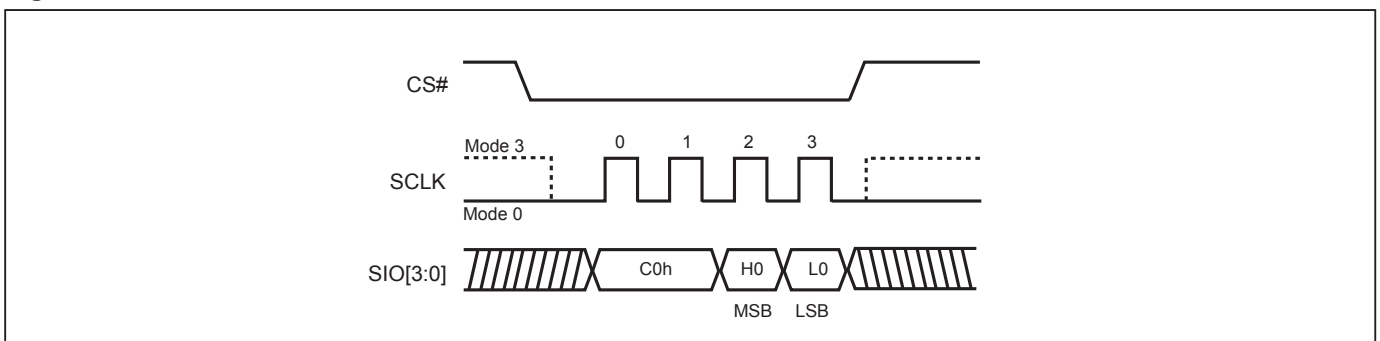 CS#
Mode 3 0 1 2 3
SCLK
Mode 0
SIO[3:0] C0h H0 L0
MSB LSB